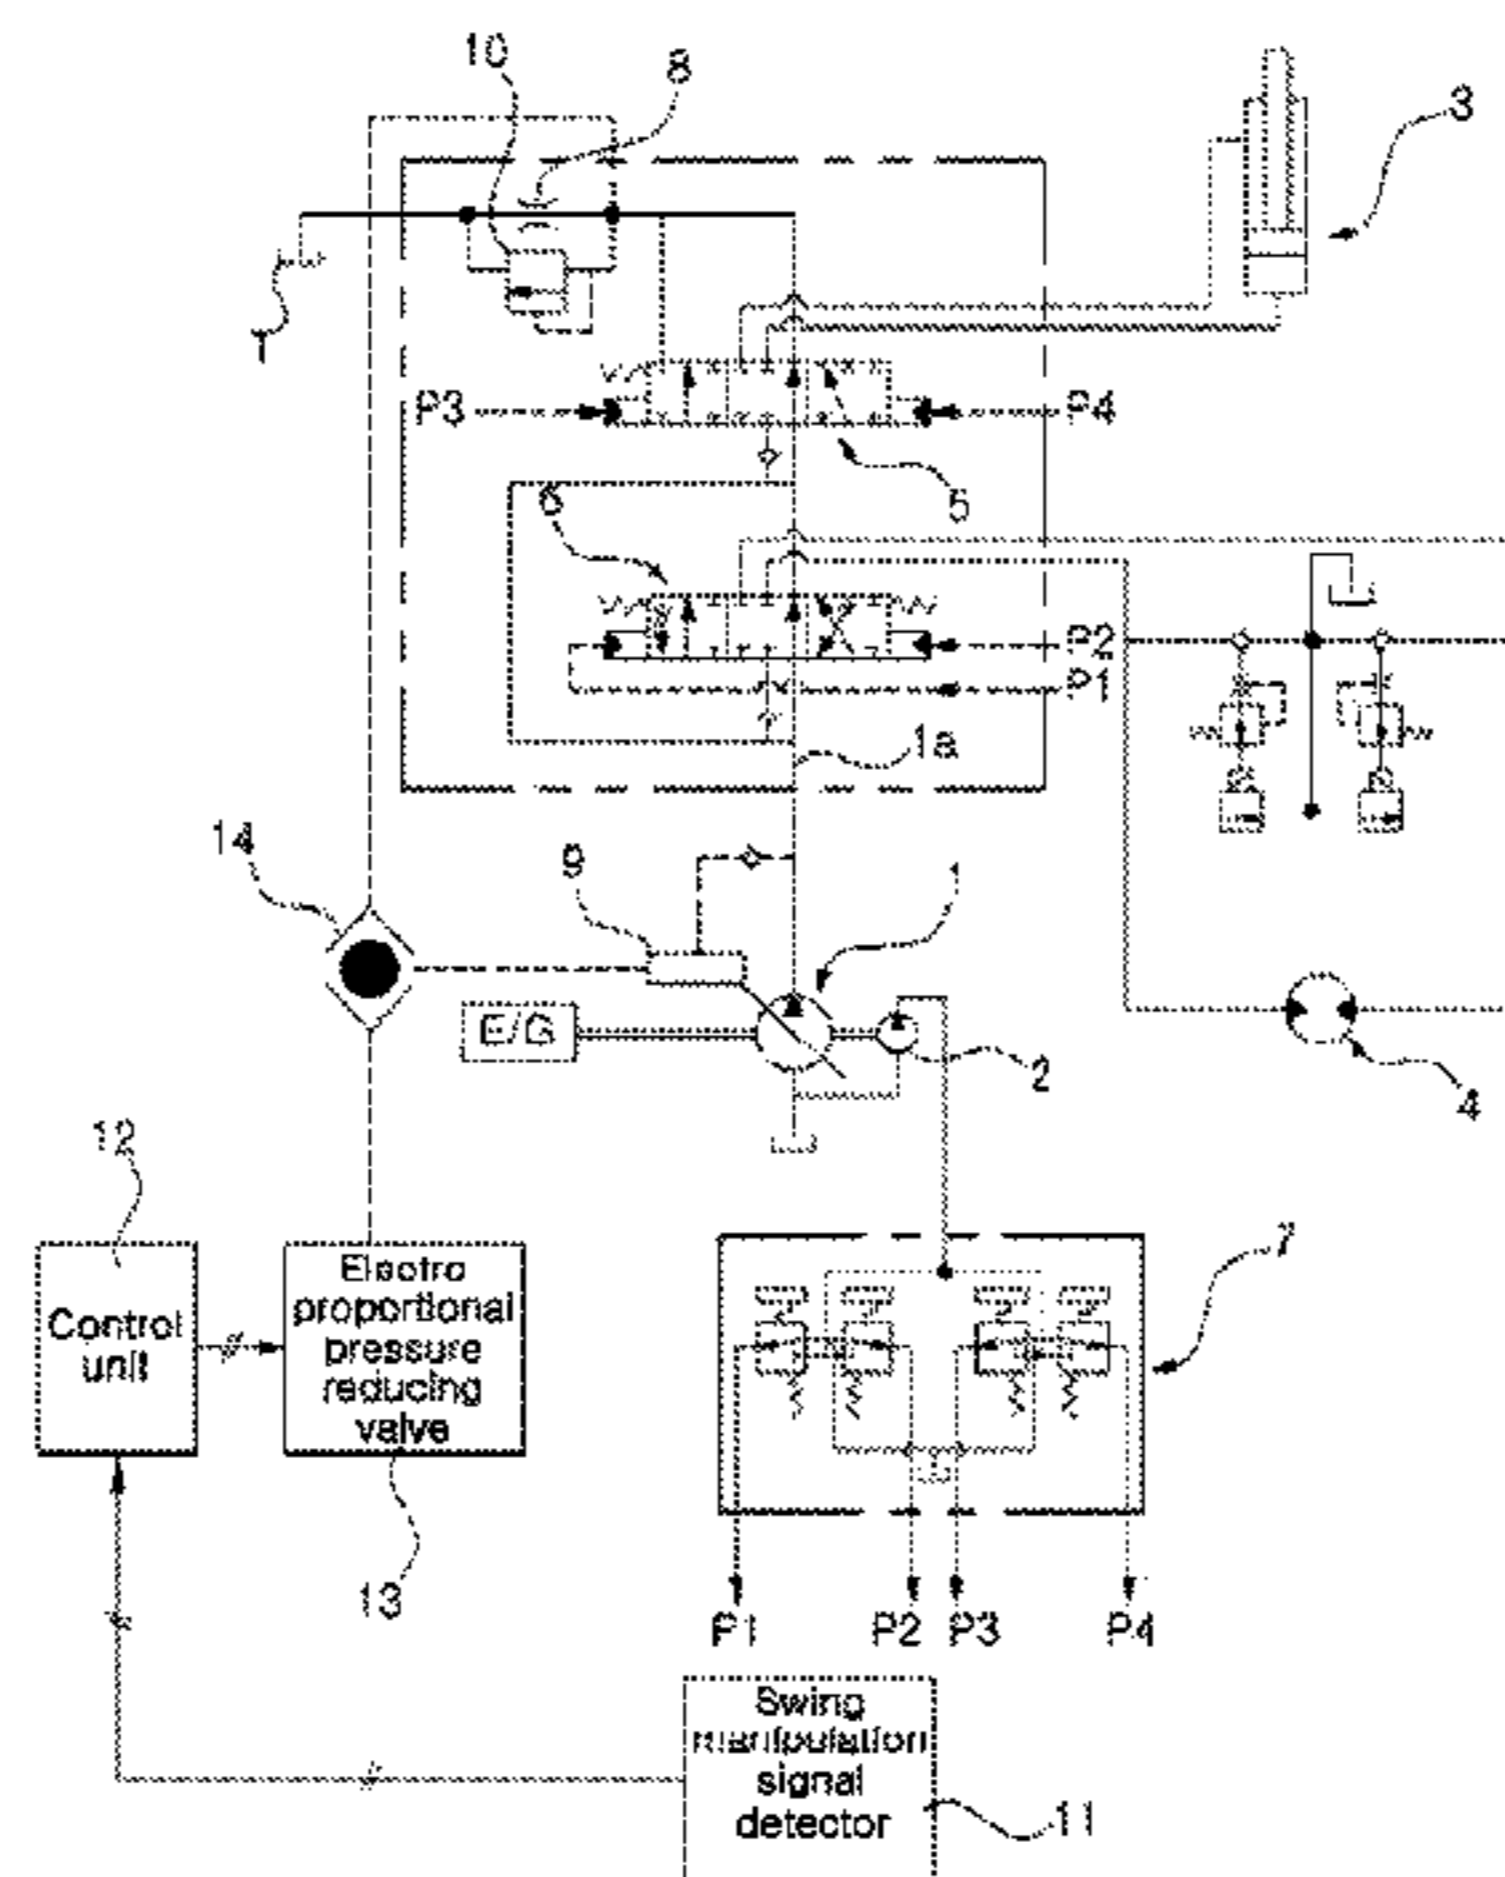 10
8
3
T
P3
P4
5
6
P2
P1
1a
14
9
1
E/G
2
4
12
7
Control
unit
Electro
proportional
pressure
reducing
valve
13
P1
P2
P3
P4
Swing
manipulation
signal
detector
11